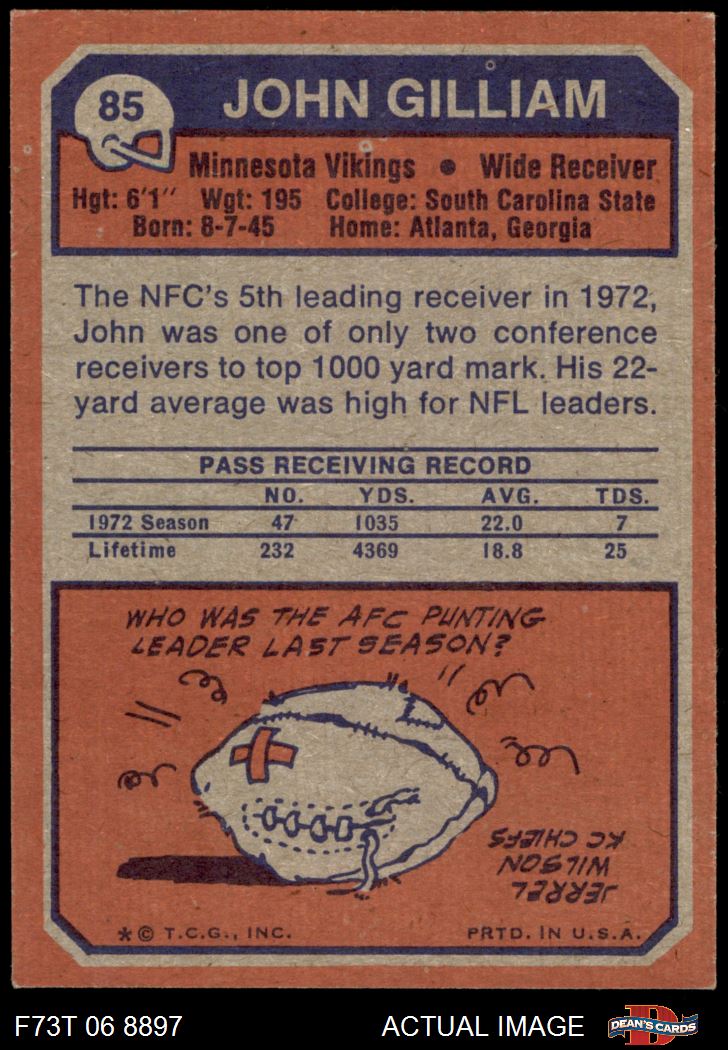 85
JOHN GILLIAM
Minnesota Vikings • Wide Receiver
Hgt: 6'1" Wgt: 195 College: South Carolina State
Born: 8-7-45 Home: Atlanta, Georgia
The NFC's 5th leading receiver in 1972,
John was one of only two conference
receivers to top 1000 yard mark. His 22-
yard average was high for NFL leaders.
PASS RECEIVING RECORD
NO. YDS. AVG. TDS.
1972 Season 47 1035 22.0 7
Lifetime 232 4369 18.8 25
WHO WAS THE AFC PUNTING
LEADER LAST SEASON?
JERREL
WILSON
KC CHIEFS
*© T.C.G., INC. PRTD. IN U.S.A.
F73T 06 8897 ACTUAL IMAGE D DEAN'S CARDS